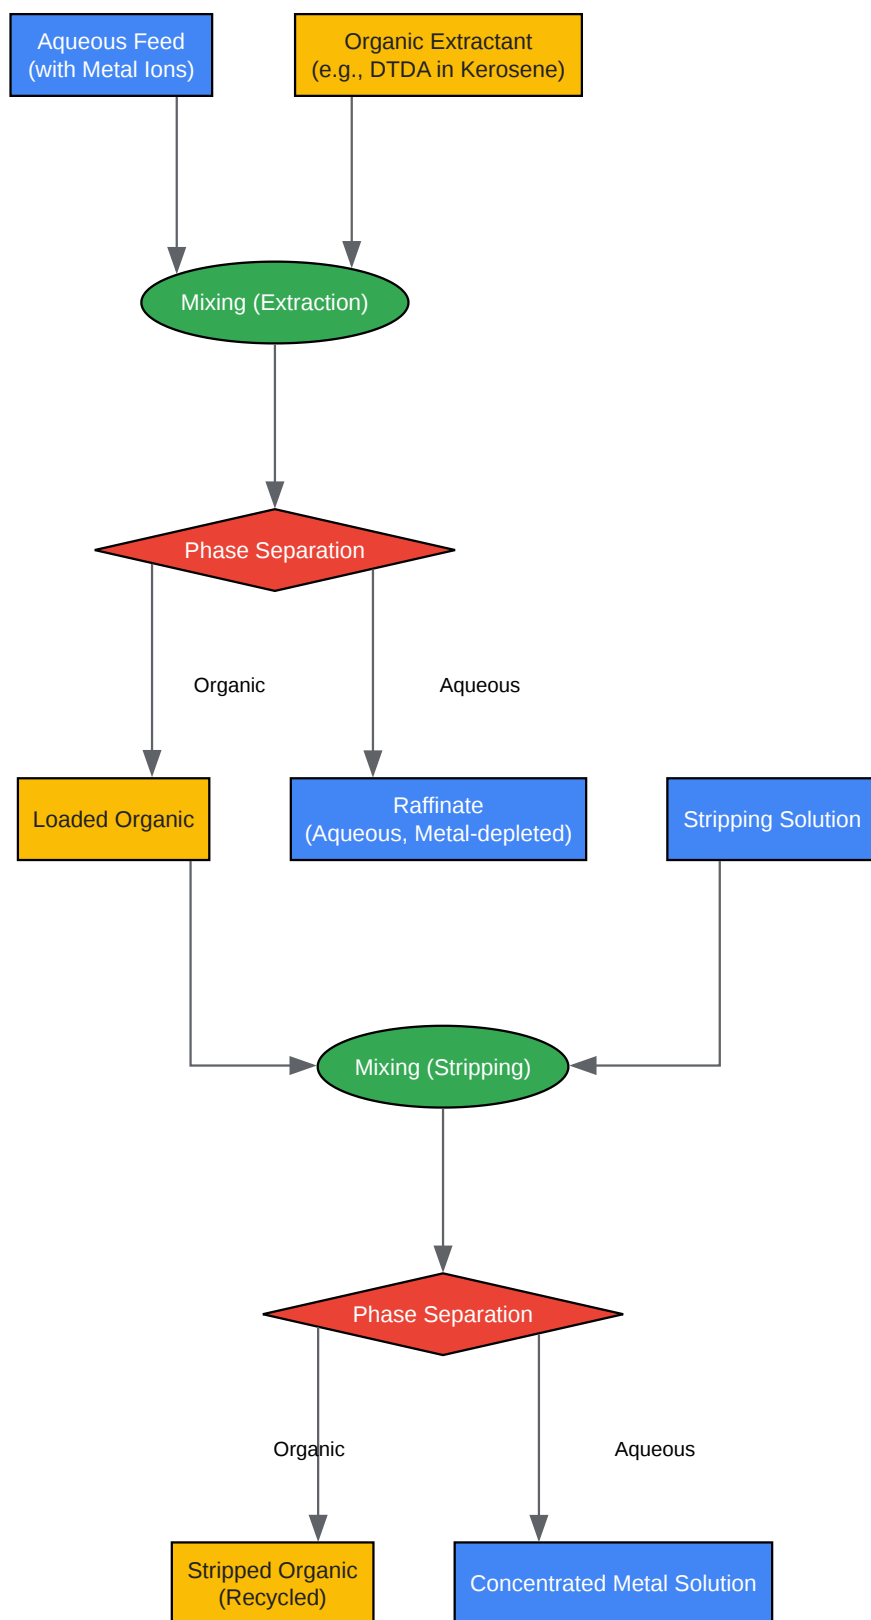 Aqueous Feed
(with Metal Ions)
Organic Extractant
(e.g., DTDA in Kerosene)
Mixing (Extraction)
Phase Separation
Organic
Aqueous
Loaded Organic
Raffinate
(Aqueous, Metal-depleted)
Stripping Solution
Mixing (Stripping)
Phase Separation
Organic
Aqueous
Stripped Organic
(Recycled)
Concentrated Metal Solution